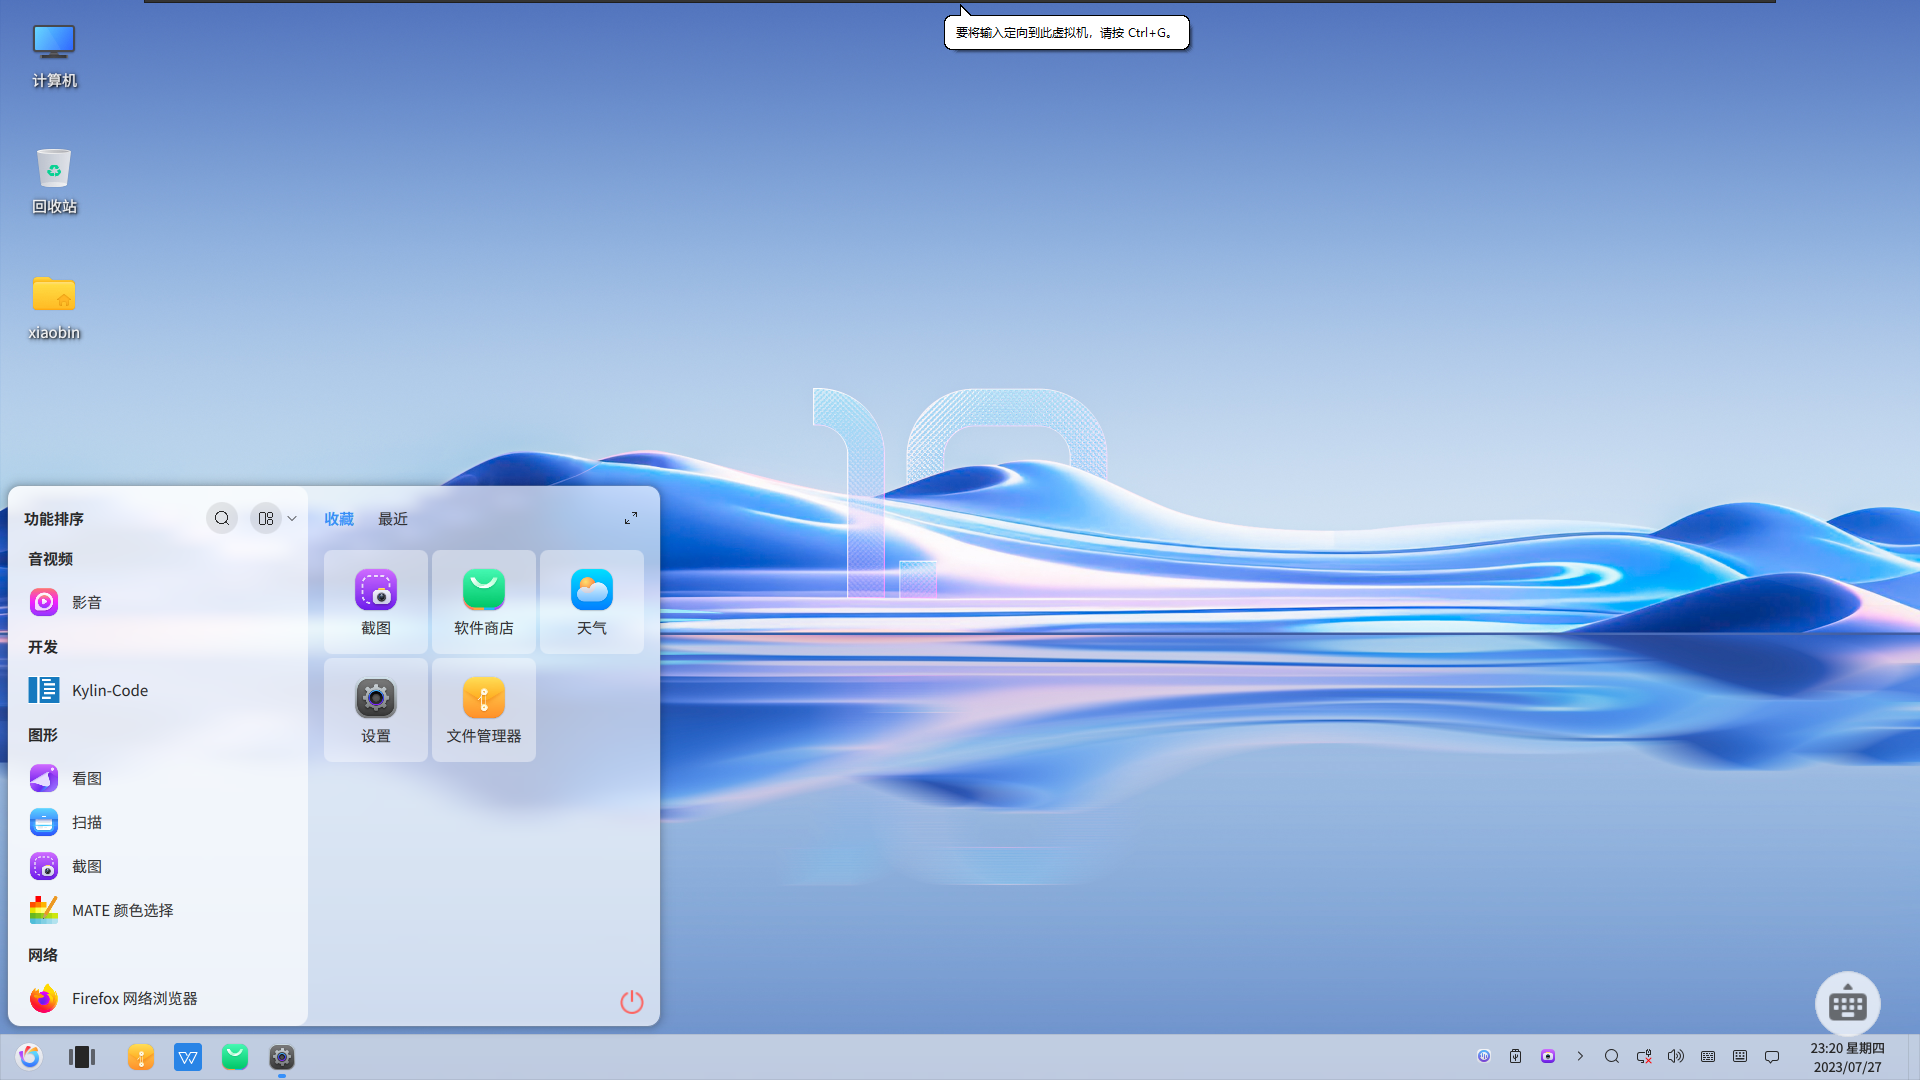 要将输入定向到此虚拟机，请按 Ctrl+G。
计算机
回收站
xiaobin
10
功能排序
收藏
最近
音视频
影音
开发
Kylin-Code
图形
看图
扫描
截图
MATE 颜色选择
网络
Firefox 网络浏览器
截图
软件商店
天气
设置
文件管理器
23:20 星期四
2023/07/27